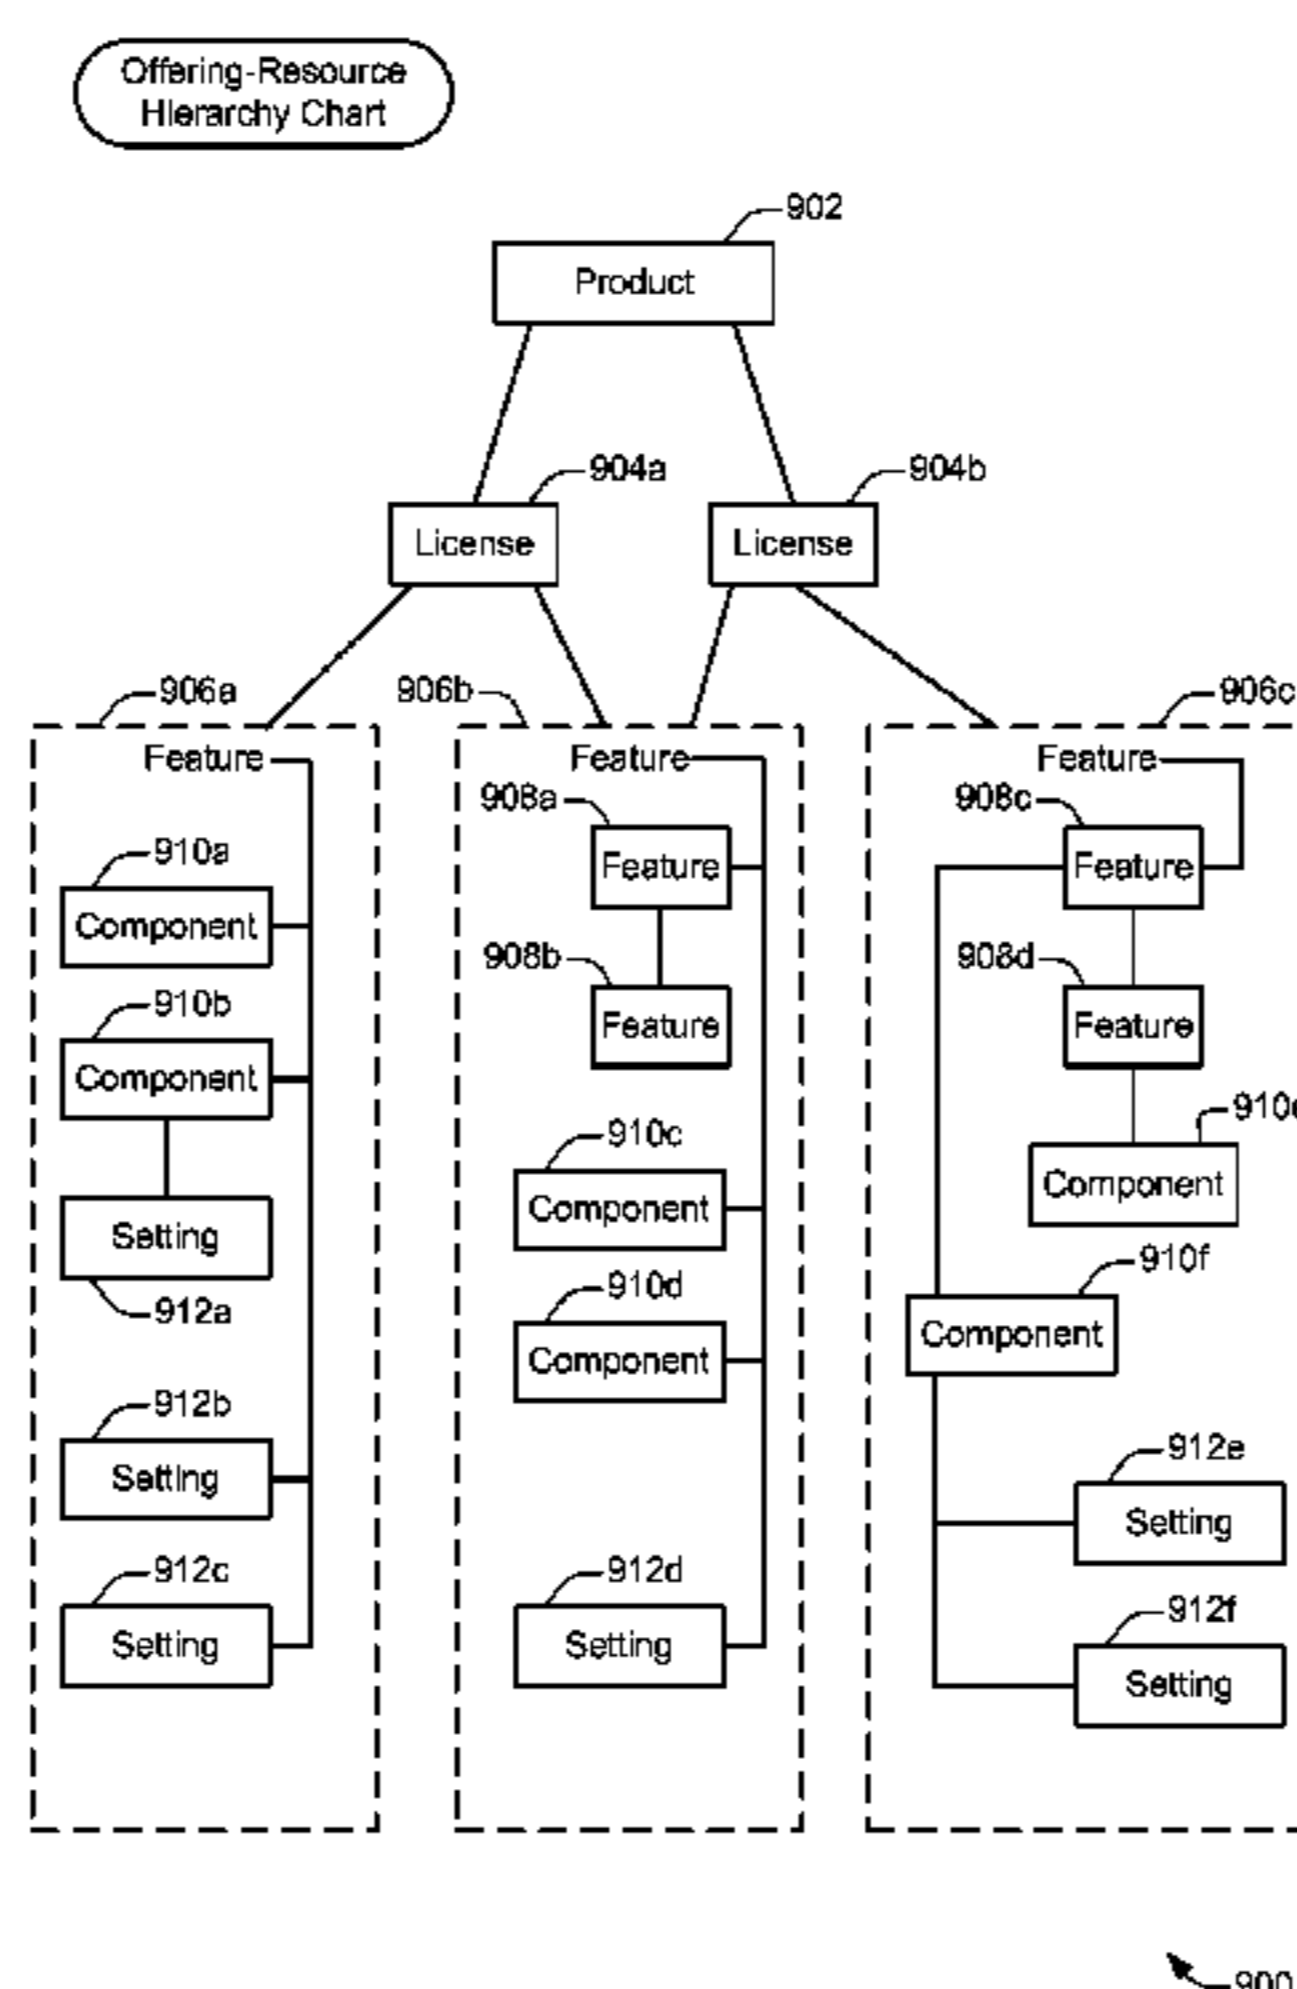 Offering-Resource
Hierarchy Chart
902
Product
904a
904b
License
License
906a
906b
906c
Feature
Feature
Feature
908a
908c
910a
Feature
Feature
Component
908b
908d
910b
Feature
Feature
Component
910c
910e
Component
Component
Setting
912a
910d
910f
Component
Component
912b
912e
Setting
Setting
912c
912d
912f
Setting
Setting
Setting
900